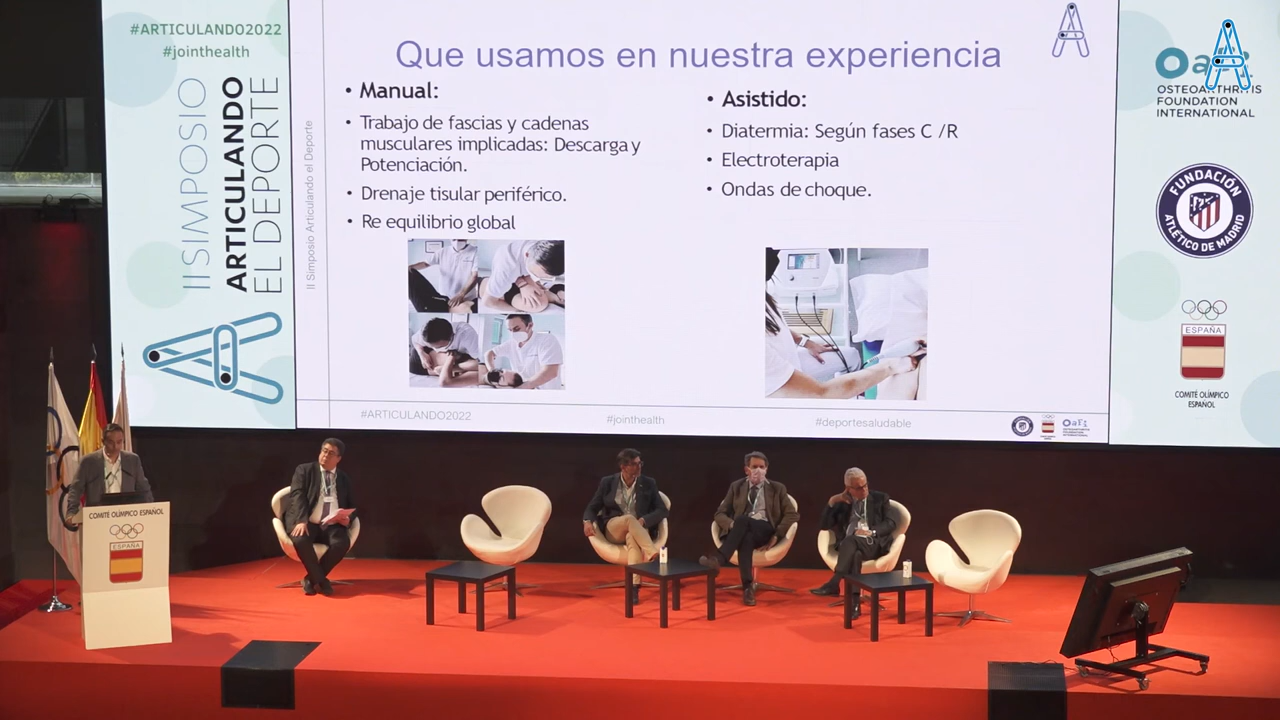 #ARTICULANDO2022
#jointhealth
II SIMPOSIO
ARTICULANDO
EL DEPORTE
II Simposio Articulando el Deporte
Que usamos en nuestra experiencia
• Manual:
• Trabajo de fascias y cadenas
musculares implicadas: Descarga y
Potenciación.
• Drenaje tisular periférico.
• Re equilibrio global
• Asistido:
• Diatermia: Según fases C /R
• Electroterapia
• Ondas de choque.
#ARTICULANDO2022
#jointhealth
#deportesaludable
OSTEOARTHRITIS
FOUNDATION
INTERNATIONAL
FUNDACIÓN
ATLÉTICO DE MADRID
ESPAÑA
COMITÉ OLÍMPICO
ESPAÑOL
COMITÉ OLÍMPICO ESPAÑOL
ESPAÑA